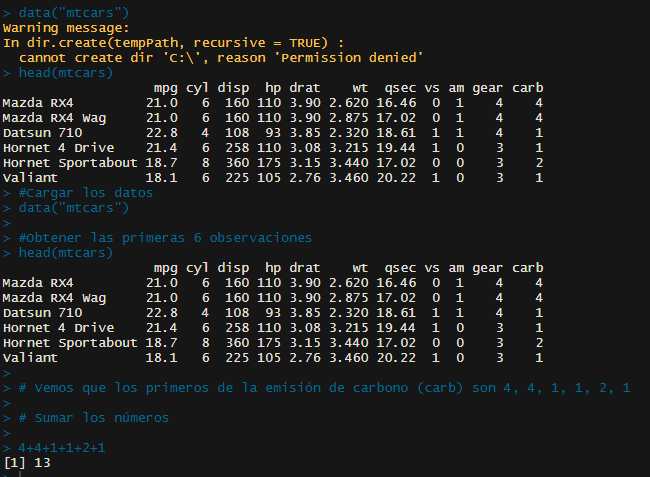 > data("mtcars")
Warning message:
In dir.create(tempPath, recursive = TRUE) :
  cannot create dir 'C:\', reason 'Permission denied'
> head(mtcars)
                   mpg cyl disp  hp drat    wt  qsec vs am gear carb
Mazda RX4         21.0   6  160 110 3.90 2.620 16.46  0  1    4    4
Mazda RX4 Wag     21.0   6  160 110 3.90 2.875 17.02  0  1    4    4
Datsun 710        22.8   4  108  93 3.85 2.320 18.61  1  1    4    1
Hornet 4 Drive    21.4   6  258 110 3.08 3.215 19.44  1  0    3    1
Hornet Sportabout 18.7   8  360 175 3.15 3.440 17.02  0  0    3    2
Valiant           18.1   6  225 105 2.76 3.460 20.22  1  0    3    1
> #Cargar los datos
> data("mtcars")
>
> #Obtener las primeras 6 observaciones
> head(mtcars)
                   mpg cyl disp  hp drat    wt  qsec vs am gear carb
Mazda RX4         21.0   6  160 110 3.90 2.620 16.46  0  1    4    4
Mazda RX4 Wag     21.0   6  160 110 3.90 2.875 17.02  0  1    4    4
Datsun 710        22.8   4  108  93 3.85 2.320 18.61  1  1    4    1
Hornet 4 Drive    21.4   6  258 110 3.08 3.215 19.44  1  0    3    1
Hornet Sportabout 18.7   8  360 175 3.15 3.440 17.02  0  0    3    2
Valiant           18.1   6  225 105 2.76 3.460 20.22  1  0    3    1
>
> # Vemos que los primeros de la emisión de carbono (carb) son 4, 4, 1, 1, 2, 1
>
> # Sumar los números
>
> 4+4+1+1+2+1
[1] 13
>